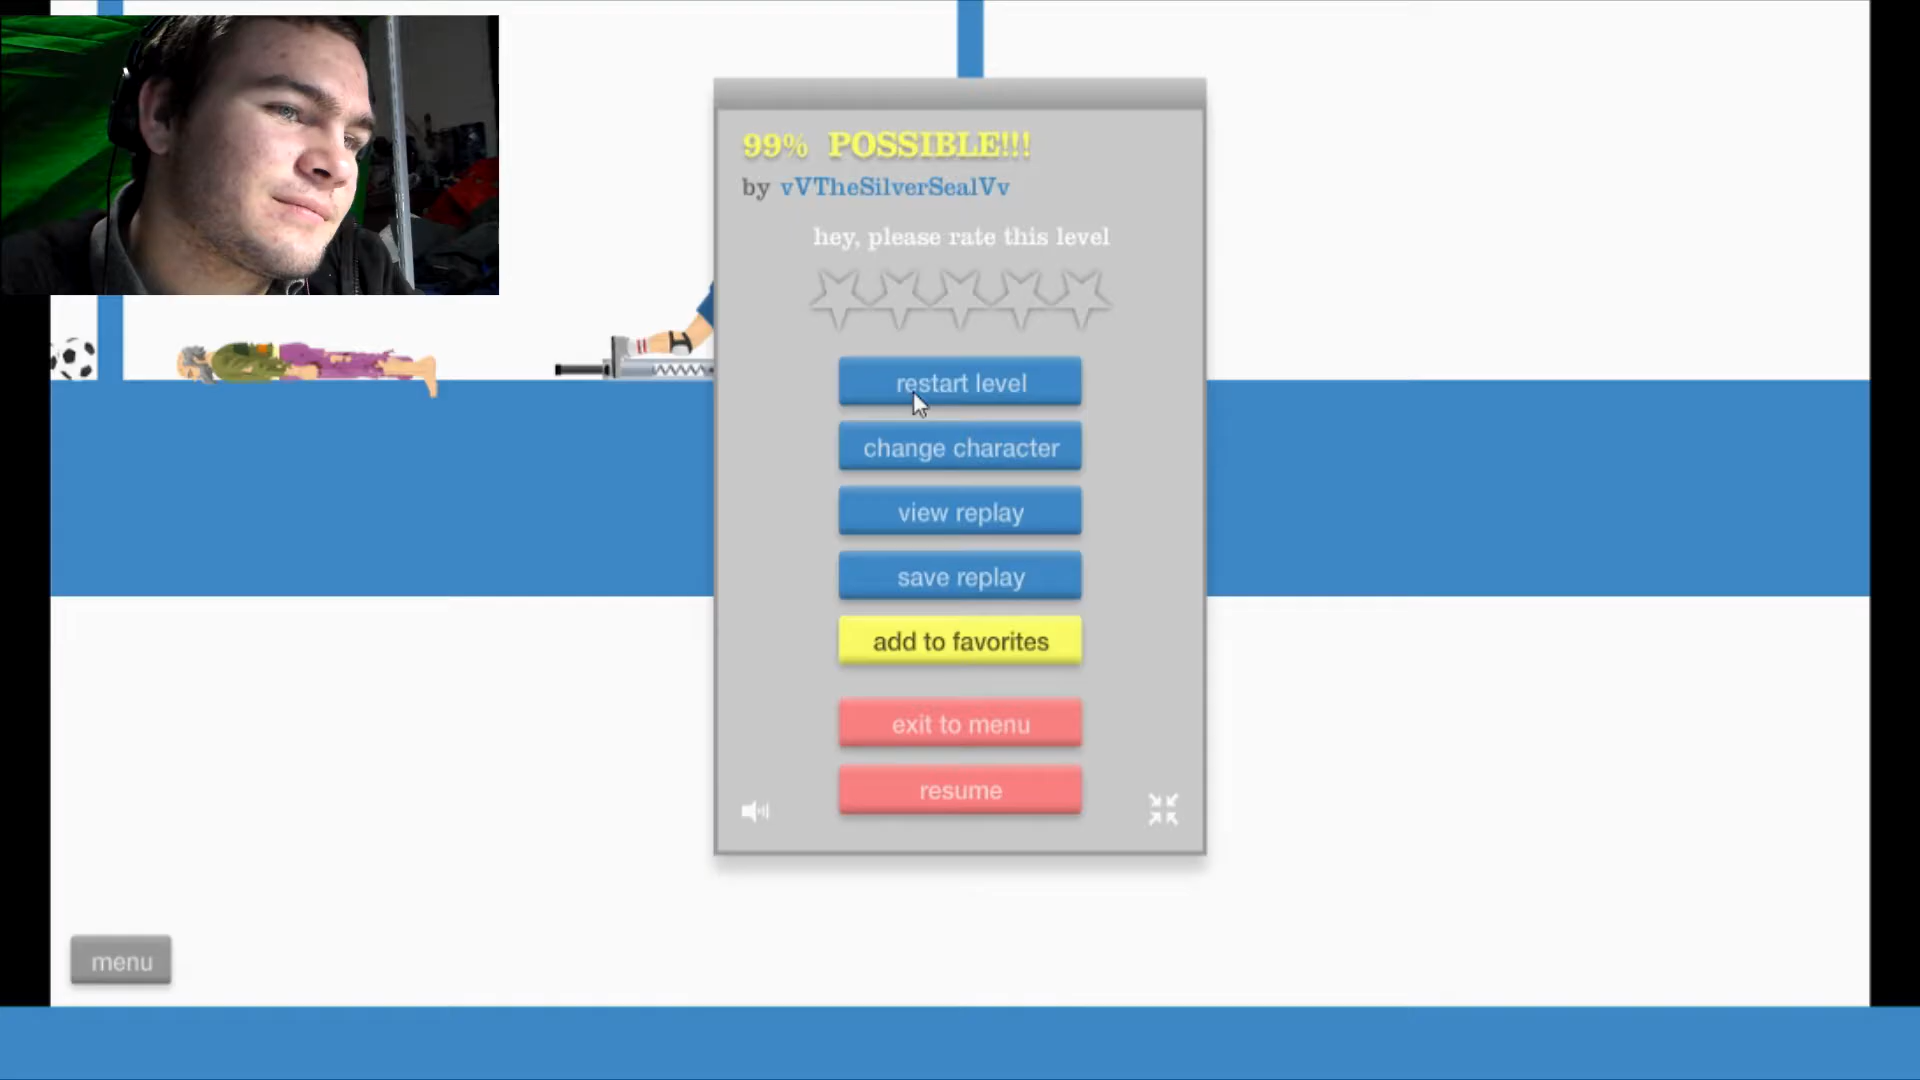 99% POSSIBLE!!!
by vVTheSilverSealVv
hey, please rate this level
restart level
change character
view replay
save replay
add to favorites
exit to menu
resume
menu